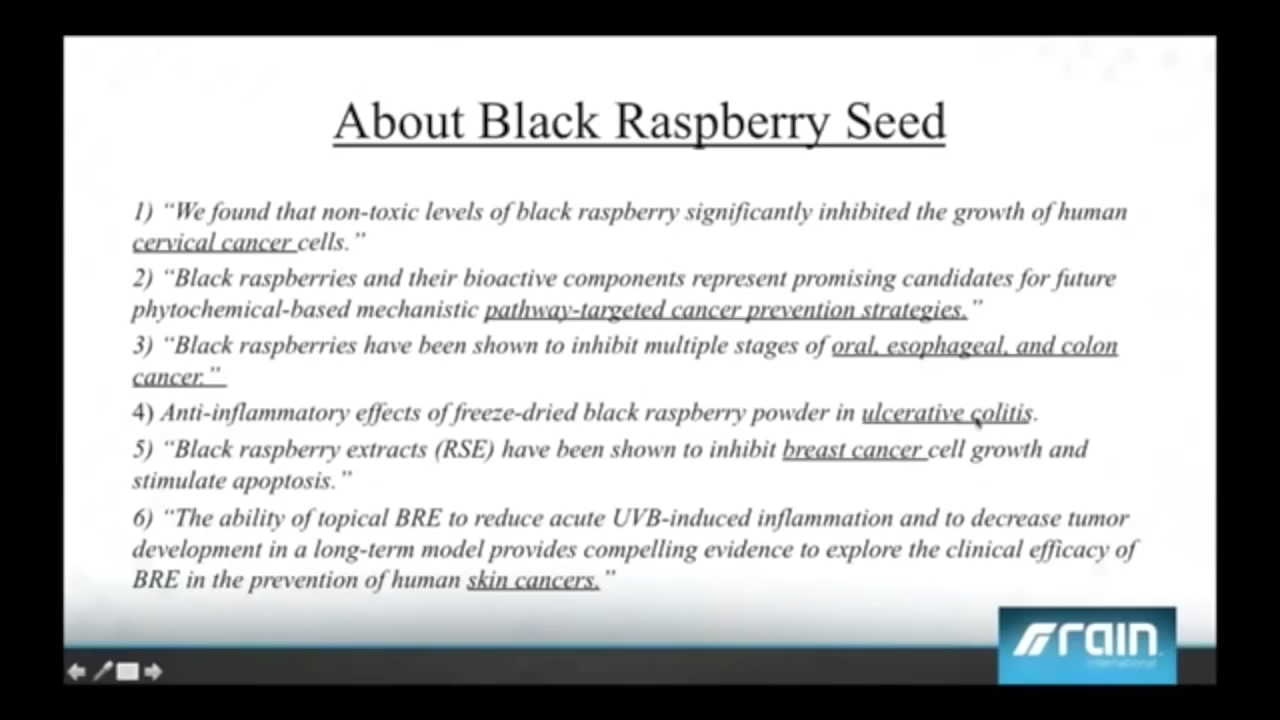 About Black Raspberry Seed
1) “We found that non-toxic levels of black raspberry significantly inhibited the growth of human
cervical cancer cells.”
2) “Black raspberries and their bioactive components represent promising candidates for future
phytochemical-based mechanistic pathway-targeted cancer prevention strategies.”
3) “Black raspberries have been shown to inhibit multiple stages of oral, esophageal, and colon
cancer.”
4) Anti-inflammatory effects of freeze-dried black raspberry powder in ulcerative colitis.
5) “Black raspberry extracts (RSE) have been shown to inhibit breast cancer cell growth and
stimulate apoptosis.”
6) “The ability of topical BRE to reduce acute UVB-induced inflammation and to decrease tumor
development in a long-term model provides compelling evidence to explore the clinical efficacy of
BRE in the prevention of human skin cancers.”
rain
international